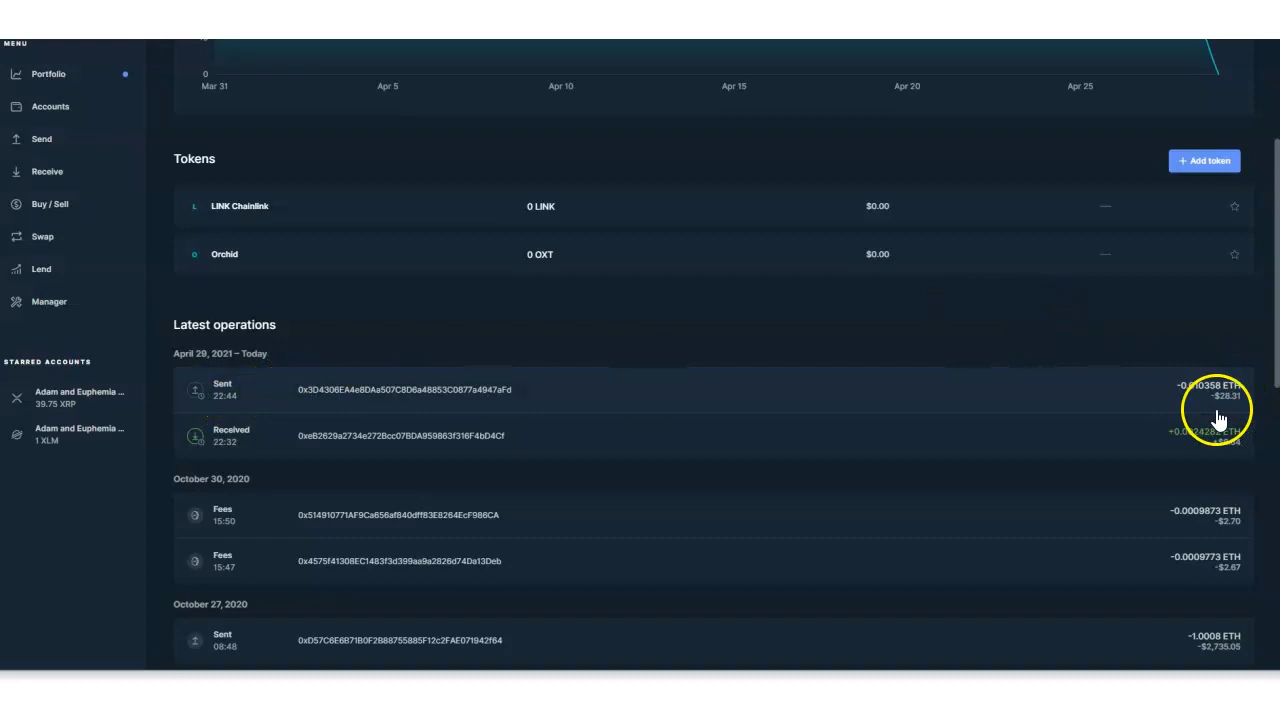 MENU
Portfolio
Accounts
Send
Receive
Buy / Sell
Swap
Lend
Manager
STARRED ACCOUNTS
Adam and Euphemia ...
39.75 XRP
Adam and Euphemia ...
1 XLM
0
Mar 31 Apr 5 Apr 10 Apr 15 Apr 20 Apr 25
Tokens
+ Add token
L LINK Chainlink 0 LINK $0.00 —
O Orchid 0 OXT $0.00 —
Latest operations
April 29, 2021 – Today
Sent 0x3D4306EA4e8DAa507C8D6a48853C0877a4947aFd -0.010358 ETH
22:44 -$28.31
Received 0xeB2629a2734e272Bcc07BDA959863f316F4bD4Cf ETH
22:32
October 30, 2020
Fees 0x514910771AF9Ca656af840dff83E8264EcF986CA -0.0009873 ETH
15:50 -$2.70
Fees 0x4575f41308EC1483f3d399aa9a2826d74Da13Deb -0.0009773 ETH
15:47 -$2.67
October 27, 2020
Sent 0xD57C6E6B71B0F2B88755885F12c2FAE071942f64 -1.0008 ETH
08:48 -$2,735.05